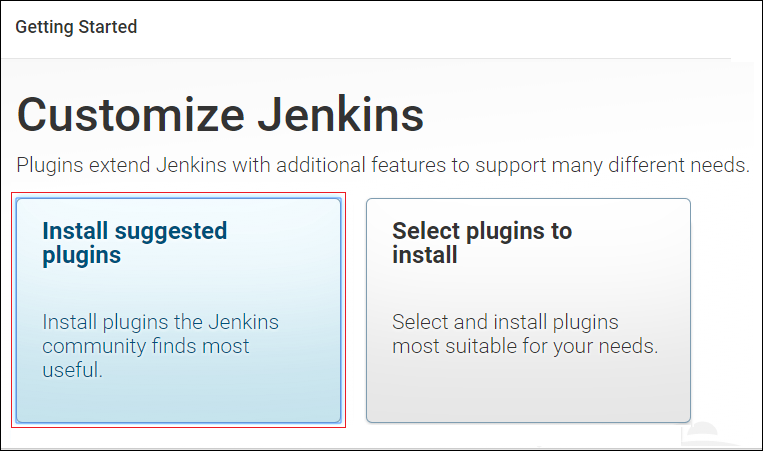 Getting Started
Customize Jenkins
Plugins extend Jenkins with additional features to support many different needs.
Install suggested
plugins
Install plugins the Jenkins
community finds most
useful.
Select plugins to
install
Select and install plugins
most suitable for your needs.